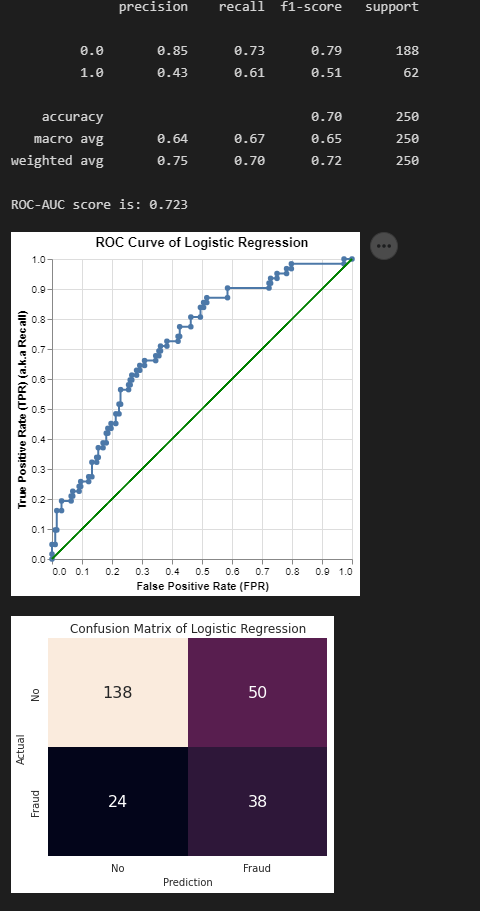 precision recall f1-score support
0.0 0.85 0.73 0.79 188
1.0 0.43 0.61 0.51 62
accuracy 0.70 250
macro avg 0.64 0.67 0.65 250
weighted avg 0.75 0.70 0.72 250
ROC-AUC score is: 0.723
ROC Curve of Logistic Regression
1.0
0.9
0.8
0.7
0.6
0.5
0.4
0.3
0.2
0.1
0.0
True Positive Rate (TPR) (a.k.a Recall)
0.0 0.1 0.2 0.3 0.4 0.5 0.6 0.7 0.8 0.9 1.0
False Positive Rate (FPR)
Confusion Matrix of Logistic Regression
No 138 50
Actual
Fraud 24 38
No Fraud
Prediction